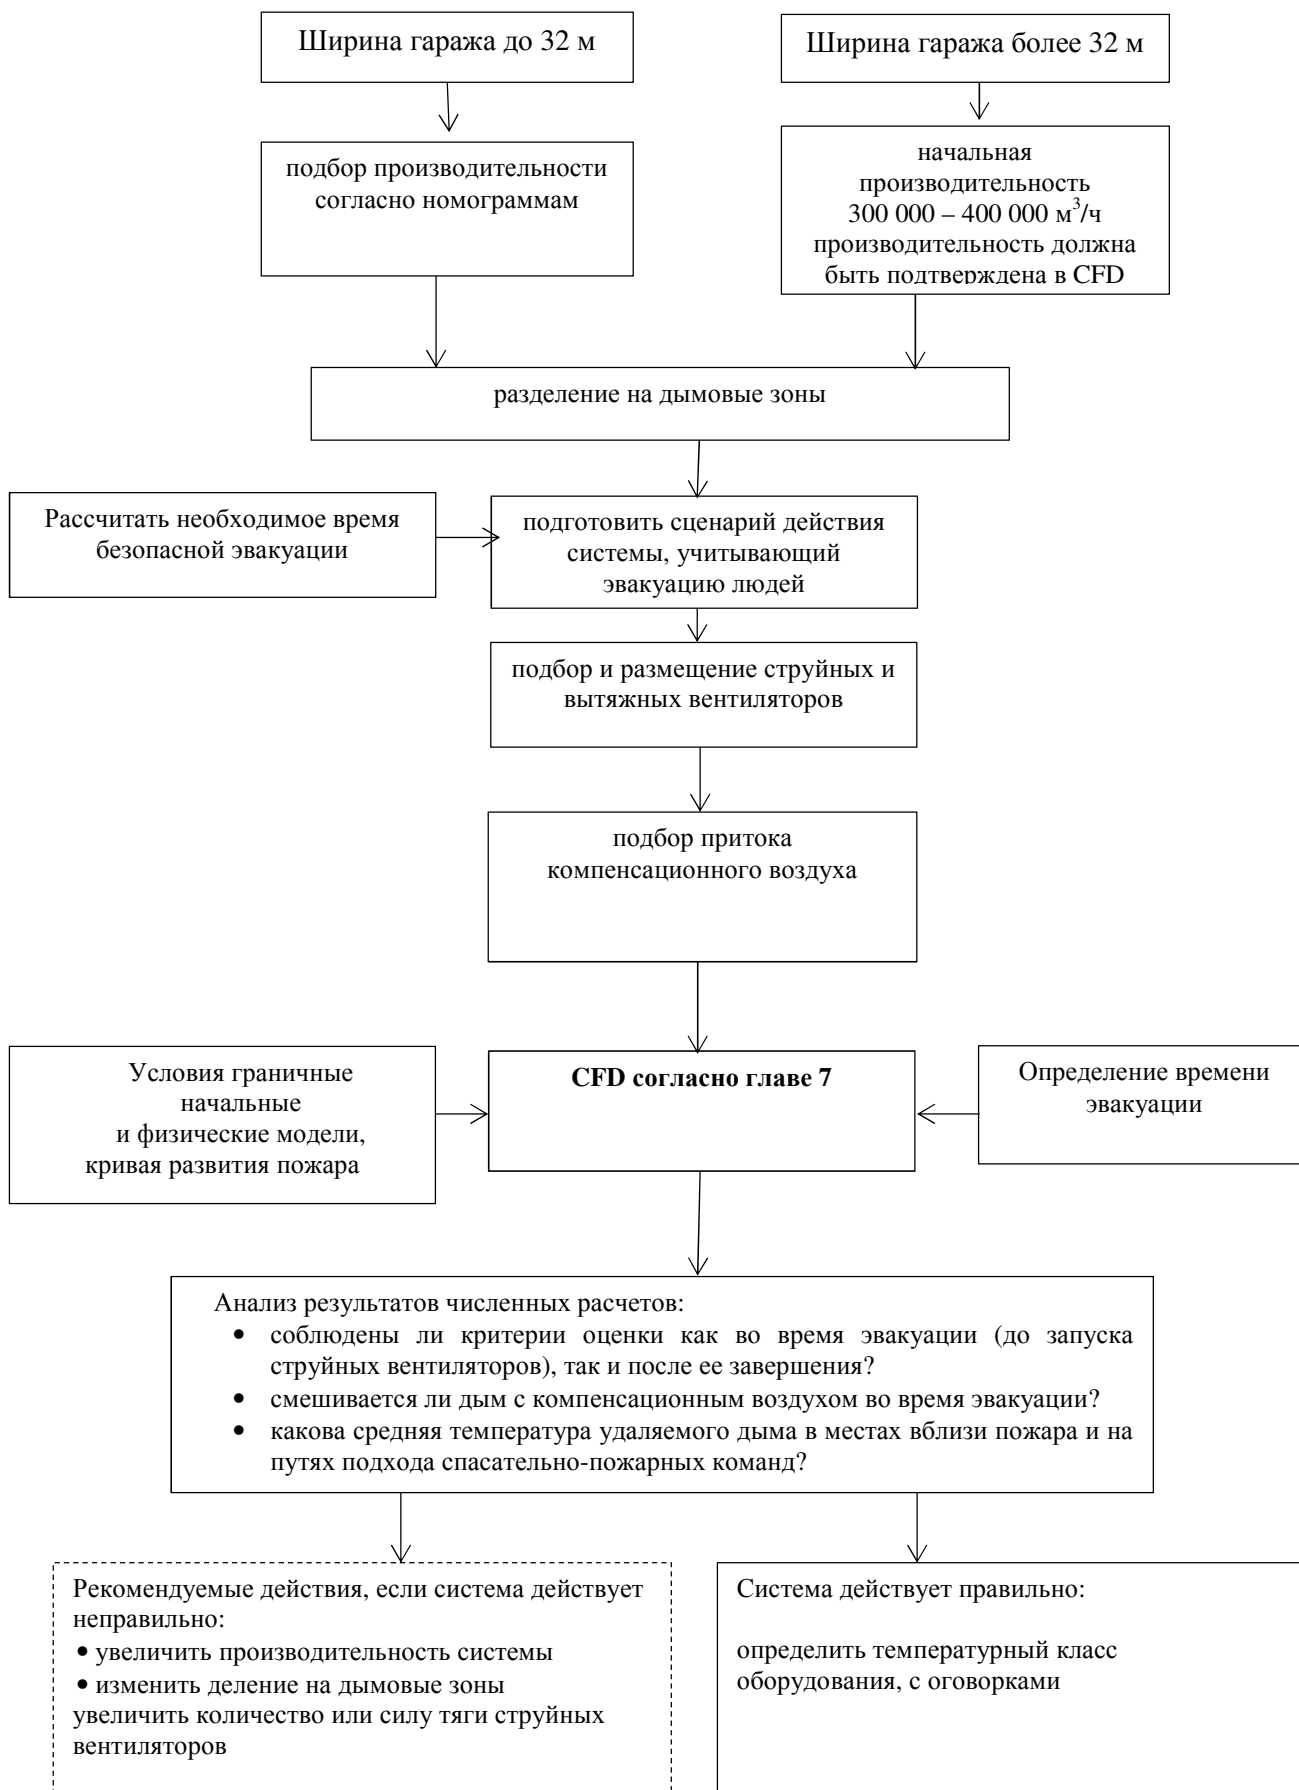 Ширина гаража до 32 м
Ширина гаража более 32 м
подбор производительности
согласно номограммам
начальная
производительность
300 000 – 400 000 м³/ч
производительность должна
быть подтверждена в CFD
разделение на дымовые зоны
Рассчитать необходимое время
безопасной эвакуации
подготовить сценарий действия
системы, учитывающий
эвакуацию людей
подбор и размещение струйных и
вытяжных вентиляторов
подбор притока
компенсационного воздуха
Условия граничные
начальные
и физические модели,
кривая развития пожара
CFD согласно главе 7
Определение времени
эвакуации
Анализ результатов численных расчетов:
• соблюдены ли критерии оценки как во время эвакуации (до запуска
струйных вентиляторов), так и после ее завершения?
• смешивается ли дым с компенсационным воздухом во время эвакуации?
• какова средняя температура удаляемого дыма в местах вблизи пожара и на
путях подхода спасательно-пожарных команд?
Рекомендуемые действия, если система действует
неправильно:
• увеличить производительность системы
• изменить деление на дымовые зоны
увеличить количество или силу тяги струйных
вентиляторов
Система действует правильно:
определить температурный класс
оборудования, с оговорками